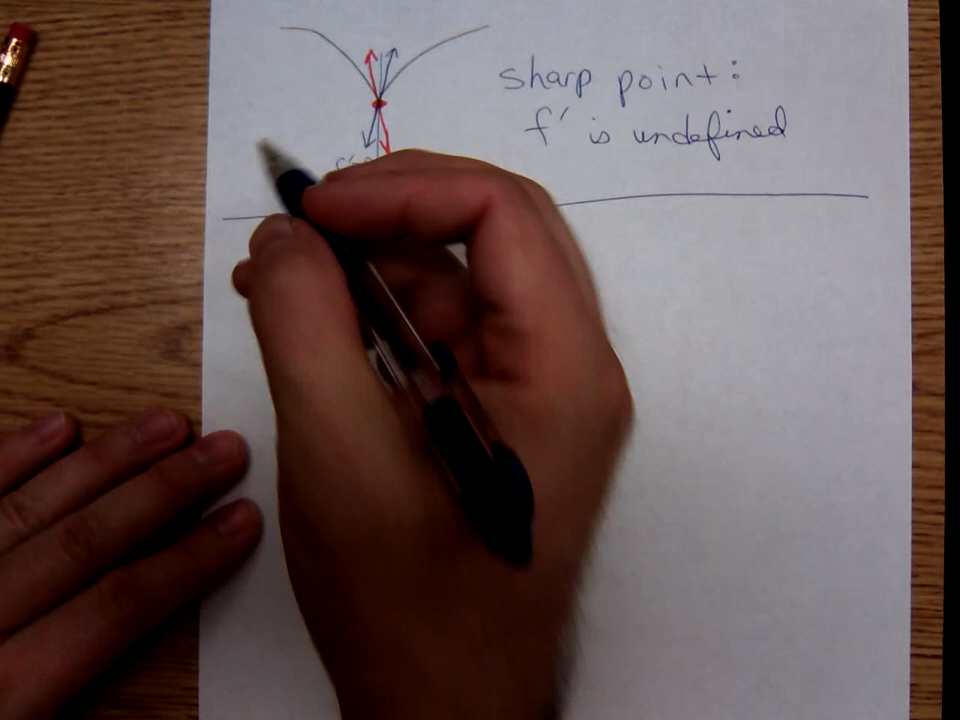 sharp point:
f' is undefined